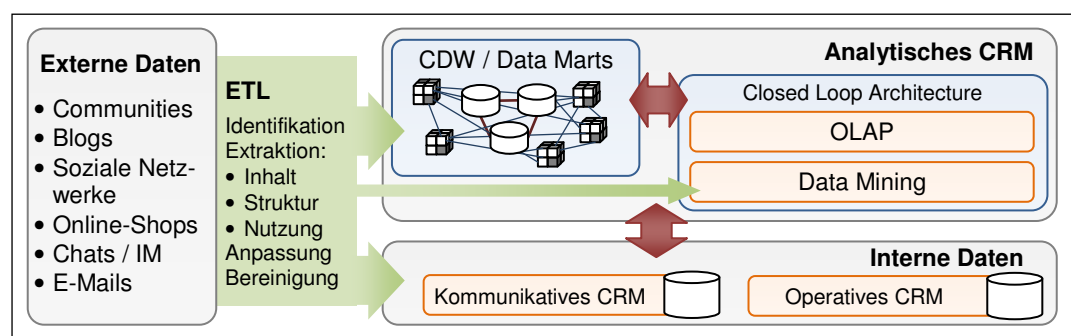 Externe Daten
• Communities
• Blogs
• Soziale Netz-
werke
• Online-Shops
• Chats / IM
• E-Mails
ETL
Identifikation
Extraktion:
• Inhalt
• Struktur
• Nutzung
Anpassung
Bereinigung
CDW / Data Marts
Analytisches CRM
Closed Loop Architecture
OLAP
Data Mining
Interne Daten
Kommunikatives CRM
Operatives CRM